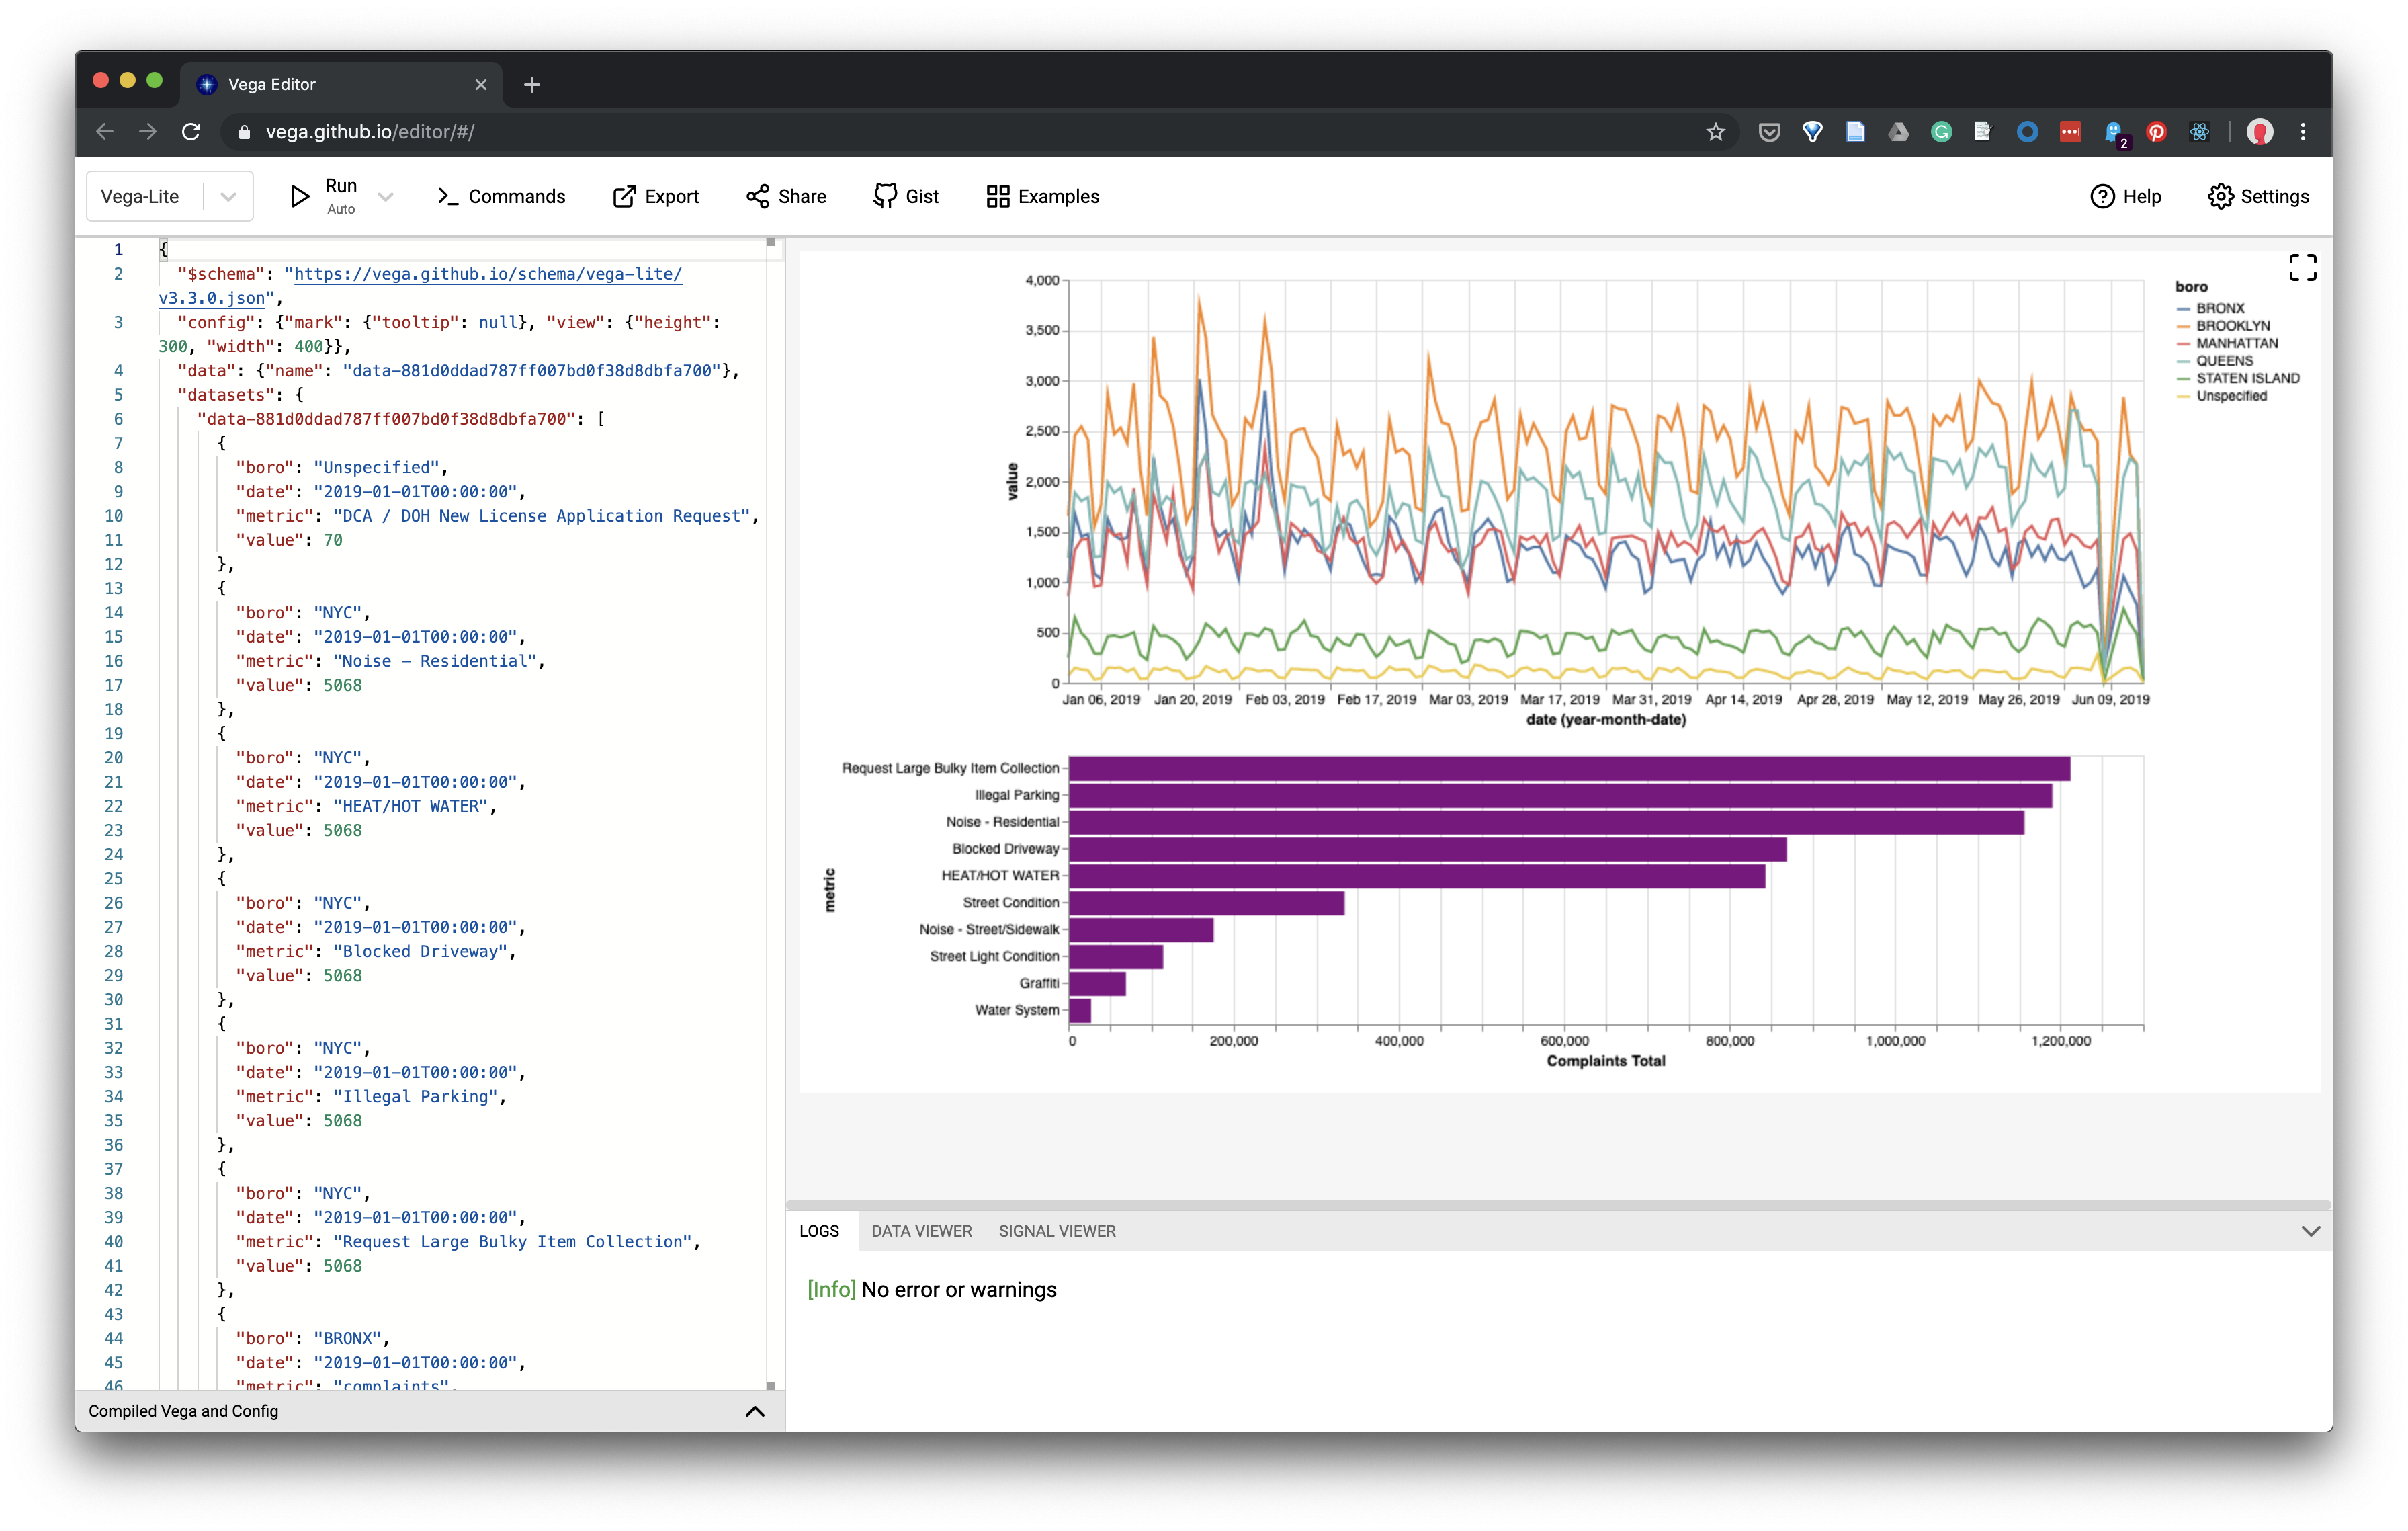 Vega Editor
vega.github.io/editor/#/
2
Vega-Lite
Run
Auto
Commands
Export
Share
Gist
Examples
Help
Settings
1 {
2 "$schema": "https://vega.github.io/schema/vega-lite/
v3.3.0.json",
3 "config": {"mark": {"tooltip": null}, "view": {"height":
300, "width": 400}},
4 "data": {"name": "data-881d0ddad787ff007bd0f38d8dbfa700"},
5 "datasets": {
6 "data-881d0ddad787ff007bd0f38d8dbfa700": [
7 {
8 "boro": "Unspecified",
9 "date": "2019-01-01T00:00:00",
10 "metric": "DCA / DOH New License Application Request",
11 "value": 70
12 },
13 {
14 "boro": "NYC",
15 "date": "2019-01-01T00:00:00",
16 "metric": "Noise - Residential",
17 "value": 5068
18 },
19 {
20 "boro": "NYC",
21 "date": "2019-01-01T00:00:00",
22 "metric": "HEAT/HOT WATER",
23 "value": 5068
24 },
25 {
26 "boro": "NYC",
27 "date": "2019-01-01T00:00:00",
28 "metric": "Blocked Driveway",
29 "value": 5068
30 },
31 {
32 "boro": "NYC",
33 "date": "2019-01-01T00:00:00",
34 "metric": "Illegal Parking",
35 "value": 5068
36 },
37 {
38 "boro": "NYC",
39 "date": "2019-01-01T00:00:00",
40 "metric": "Request Large Bulky Item Collection",
41 "value": 5068
42 },
43 {
44 "boro": "BRONX",
45 "date": "2019-01-01T00:00:00",
46 "metric": "complaints",
Compiled Vega and Config
4,000
3,500
3,000
2,500
2,000
1,500
1,000
500
0
value
Jan 06, 2019 Jan 20, 2019 Feb 03, 2019 Feb 17, 2019 Mar 03, 2019 Mar 17, 2019 Mar 31, 2019 Apr 14, 2019 Apr 28, 2019 May 12, 2019 May 26, 2019 Jun 09, 2019
date (year-month-date)
boro
BRONX
BROOKLYN
MANHATTAN
QUEENS
STATEN ISLAND
Unspecified
metric
Request Large Bulky Item Collection
Illegal Parking
Noise - Residential
Blocked Driveway
HEAT/HOT WATER
Street Condition
Noise - Street/Sidewalk
Street Light Condition
Graffiti
Water System
0 200,000 400,000 600,000 800,000 1,000,000 1,200,000
Complaints Total
LOGS
DATA VIEWER
SIGNAL VIEWER
[Info] No error or warnings